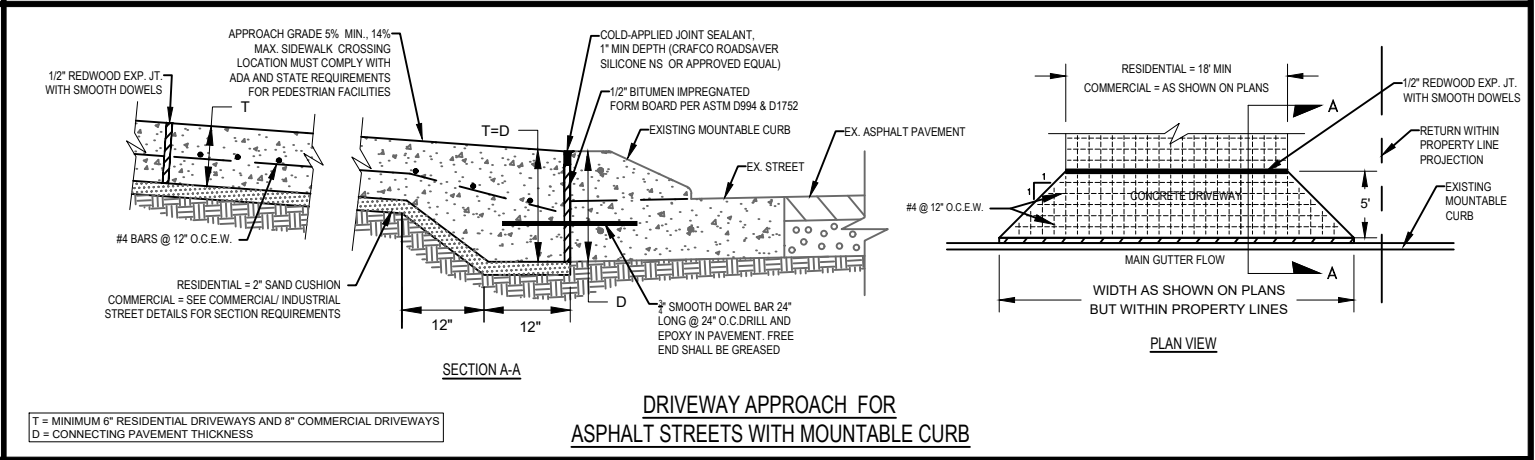 APPROACH GRADE 5% MIN., 14%
MAX. SIDEWALK CROSSING
LOCATION MUST COMPLY WITH
ADA AND STATE REQUIREMENTS
FOR PEDESTRIAN FACILITIES
1/2" REDWOOD EXP. JT.
WITH SMOOTH DOWELS
T
COLD-APPLIED JOINT SEALANT,
1" MIN DEPTH (CRAFCO ROADSAVER
SILICONE NS OR APPROVED EQUAL)
1/2" BITUMEN IMPREGNATED
FORM BOARD PER ASTM D994 & D1752
T=D
EXISTING MOUNTABLE CURB
EX. ASPHALT PAVEMENT
EX. STREET
#4 BARS @ 12" O.C.E.W.
RESIDENTIAL = 2" SAND CUSHION
COMMERCIAL = SEE COMMERCIAL/ INDUSTRIAL
STREET DETAILS FOR SECTION REQUIREMENTS
12"
12"
D
3/4" SMOOTH DOWEL BAR 24"
LONG @ 24" O.C.DRILL AND
EPOXY IN PAVEMENT. FREE
END SHALL BE GREASED
SECTION A-A
RESIDENTIAL = 18' MIN
COMMERCIAL = AS SHOWN ON PLANS
1/2" REDWOOD EXP. JT.
WITH SMOOTH DOWELS
A
RETURN WITHIN
PROPERTY LINE
PROJECTION
1
1
#4 @ 12" O.C.E.W.
CONCRETE DRIVEWAY
5'
EXISTING
MOUNTABLE
CURB
MAIN GUTTER FLOW
A
WIDTH AS SHOWN ON PLANS
BUT WITHIN PROPERTY LINES
PLAN VIEW
DRIVEWAY APPROACH FOR
ASPHALT STREETS WITH MOUNTABLE CURB
T = MINIMUM 6" RESIDENTIAL DRIVEWAYS AND 8" COMMERCIAL DRIVEWAYS
D = CONNECTING PAVEMENT THICKNESS